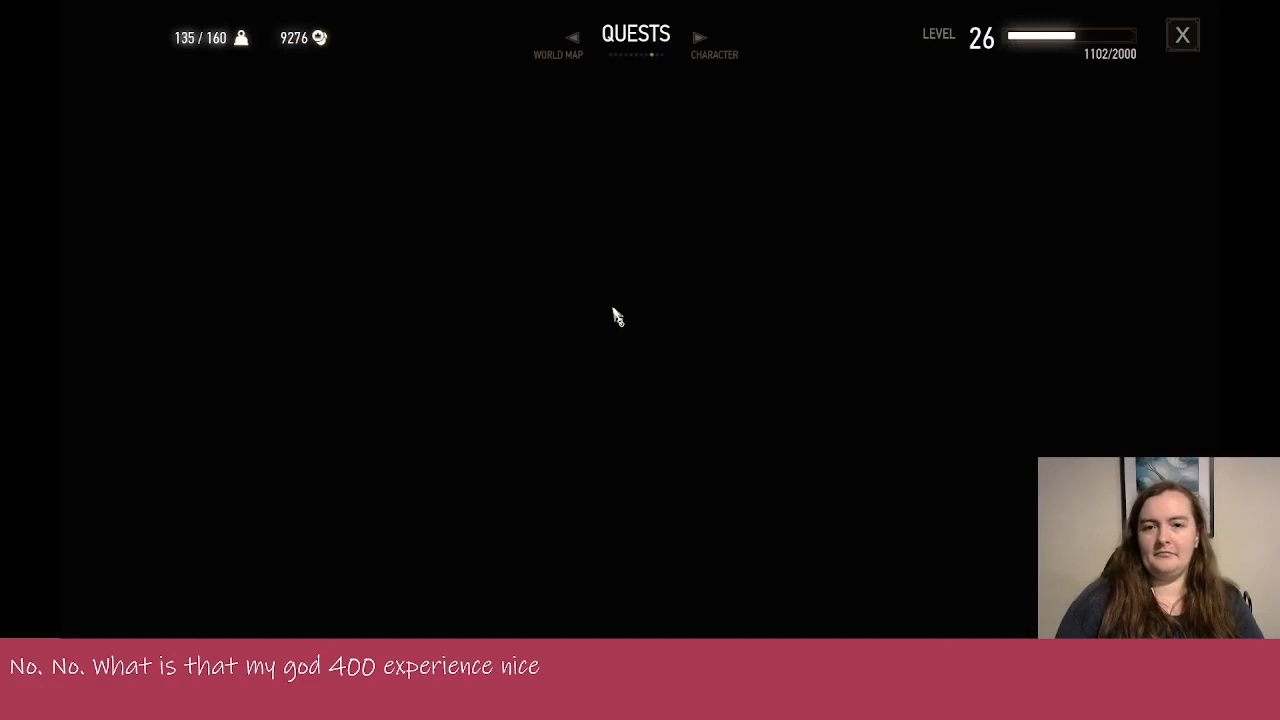 135 / 160 9276 QUESTS LEVEL 26
WORLD MAP CHARACTER 1102/2000
X
No. No. What is that my god 400 experience nice